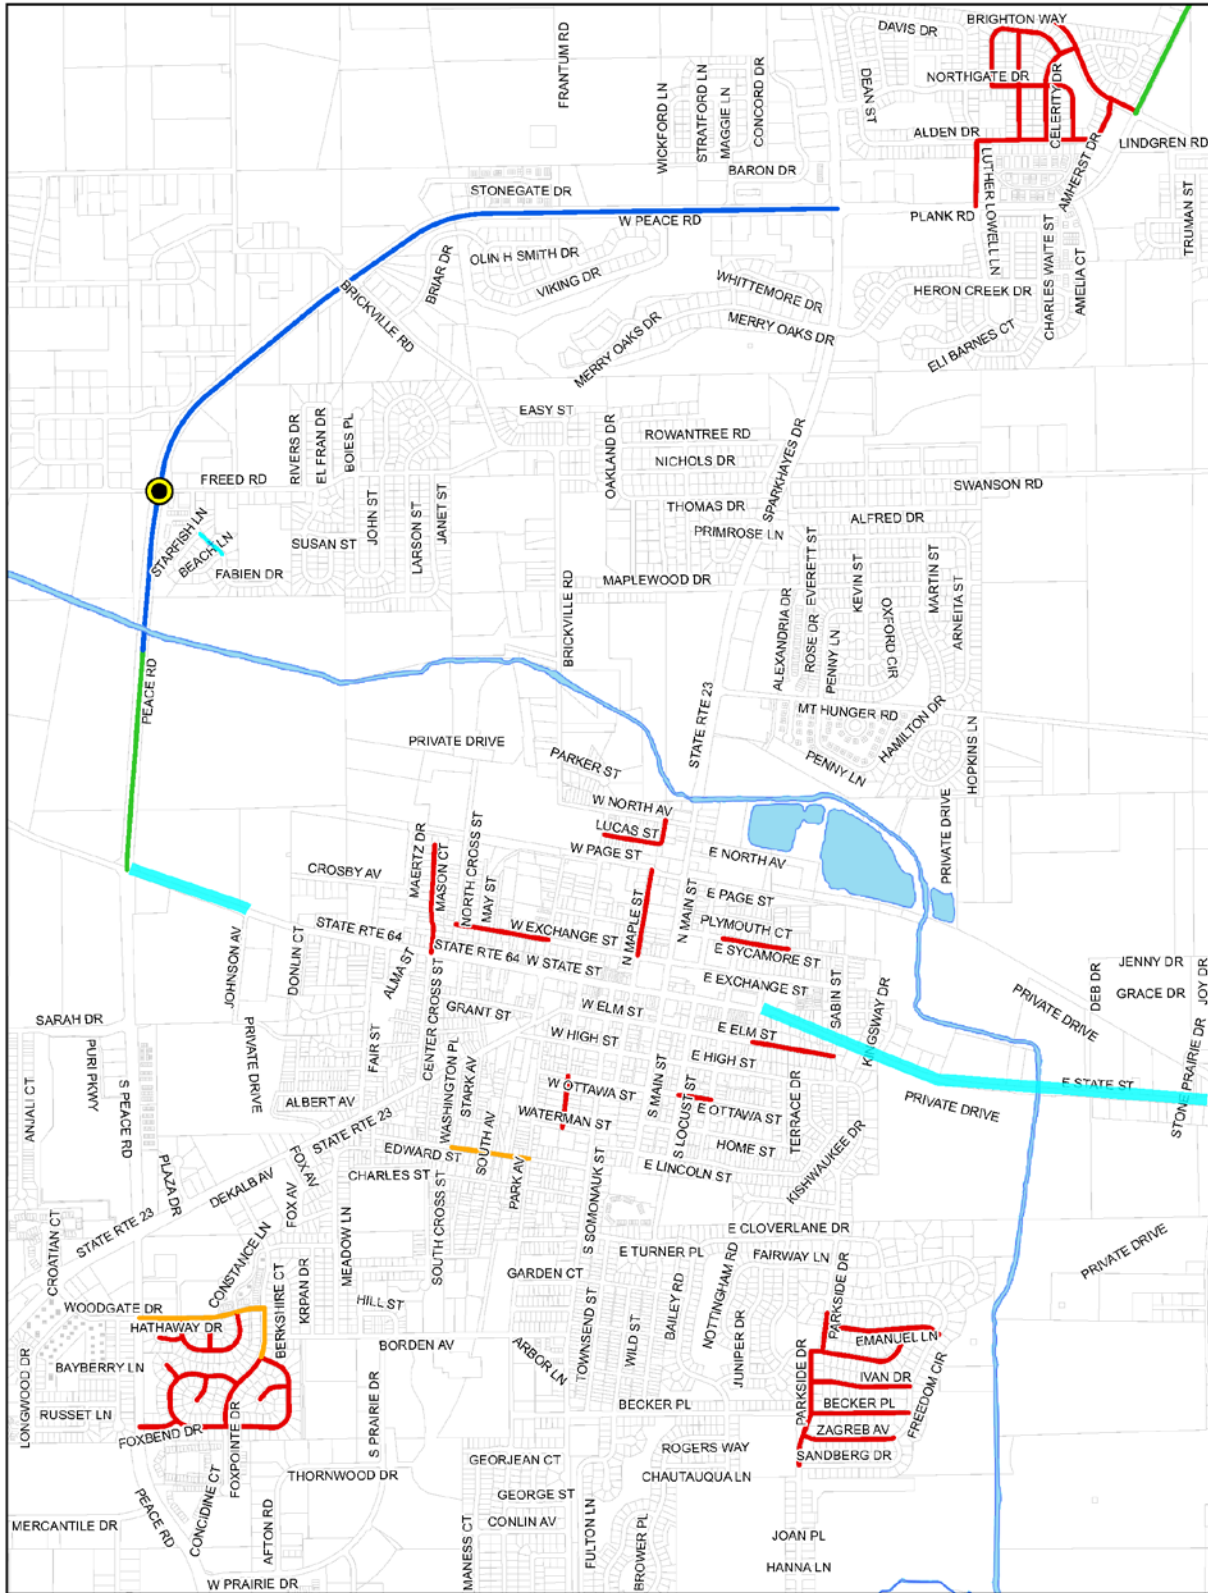 BRIGHTON WAY
DAVIS DR
FRANTUM RD
WICKFORD LN
STRATFORD LN
MAGGIE LN
CONCORD DR
DEAN ST
NORTHGATE DR
CELERITY DR
ALDEN DR
LINDGREN RD
BARON DR
STONEGATE DR
W PEACE RD
PLANK RD
LUTHER LOWELL LN
AMHERST DR
CHARLES WAITE ST
AMELIA CT
TRUMAN ST
OLIN H SMITH DR
BRIAR DR
VIKING DR
BRICKVILLE RD
WHITTEMORE DR
HERON CREEK DR
MERRY OAKS DR
MERRY OAKS DR
ELI BARNES CT
EASY ST
RIVERS DR
EL FRAN DR
BOIES PL
OAKLAND DR
ROWANTREE RD
NICHOLS DR
SPARKHAYES DR
FREED RD
SWANSON RD
THOMAS DR
JOHN ST
LARSON ST
JANET ST
ALFRED DR
PRIMROSE LN
STARFISH LN
BEACH LN
SUSAN ST
FABIEN DR
MAPLEWOOD DR
BRICKVILLE RD
EVERETT ST
ROSE DR
ALEXANDRIA DR
KEVIN ST
MARTIN ST
ARNEITA ST
OXFORD CIR
PENNY LN
PEACE RD
STATE RTE 23
MT HUNGER RD
HAMILTON DR
HOPKINS LN
PENNY LN
PRIVATE DRIVE
PARKER ST
W NORTH AV
LUCAS ST
W PAGE ST
E NORTH AV
PRIVATE DRIVE
MAERTZ DR
MASON CT
NORTH CROSS ST
MAY ST
CROSBY AV
E PAGE ST
N MAPLE ST
N MAIN ST
PLYMOUTH CT
W EXCHANGE ST
STATE RTE 64
STATE RTE 64
W STATE ST
E SYCAMORE ST
JOHNSON AV
DONLIN CT
ALMA ST
E EXCHANGE ST
SABIN ST
KINGSWAY DR
JENNY DR
DEB DR
GRACE DR
JOY DR
PRIVATE DRIVE
SARAH DR
PURI PKWY
S PEACE RD
PRIVATE DRIVE
FAIR ST
CENTER CROSS ST
GRANT ST
W ELM ST
W HIGH ST
E ELM ST
E HIGH ST
ANJALI CT
ALBERT AV
WASHINGTON PL
STARK AV
W OTTAWA ST
S MAIN ST
S LOCUST ST
E OTTAWA ST
TERRACE DR
E STATE ST
PRIVATE DRIVE
STONE PRAIRIE DR
STATE RTE 23
WATERMAN ST
HOME ST
EDWARD ST
SOUTH AV
CHARLES ST
PARK AV
E LINCOLN ST
KISHWAUKEE DR
PLAZA DR
DEKALB AV
FOX AV
FOX AV
MEADOW LN
SOUTH CROSS ST
S SOMONAUK ST
E CLOVERLANE DR
CROATIAN CT
STATE RTE 23
CONSTANCE LN
KRPAN DR
E TURNER PL
FAIRWAY LN
PRIVATE DRIVE
GARDEN CT
WOODGATE DR
HATHAWAY DR
BERKSHIRE CT
HILL ST
BORDEN AV
ARBOR LN
TOWNSEND ST
WILD ST
BAILEY RD
NOTTINGHAM RD
JUNIPER DR
PARKSIDE DR
EMANUEL LN
BAYBERRY LN
PARKSIDE DR
IVAN DR
LONGWOOD DR
RUSSET LN
FOXBEND DR
FOXPOINTE DR
S PRAIRIE DR
BECKER PL
BECKER PL
FREEDOM CIR
ZAGREB AV
ROGERS WAY
SANDBERG DR
GEORJEAN CT
THORNWOOD DR
CHAUTAUQUA LN
GEORGE ST
PEACE RD
CONCIDINE CT
AFTON RD
MERCANTILE DR
CONLIN AV
MANESS CT
FULTON LN
BROWER PL
JOAN PL
HANNA LN
W PRAIRIE DR